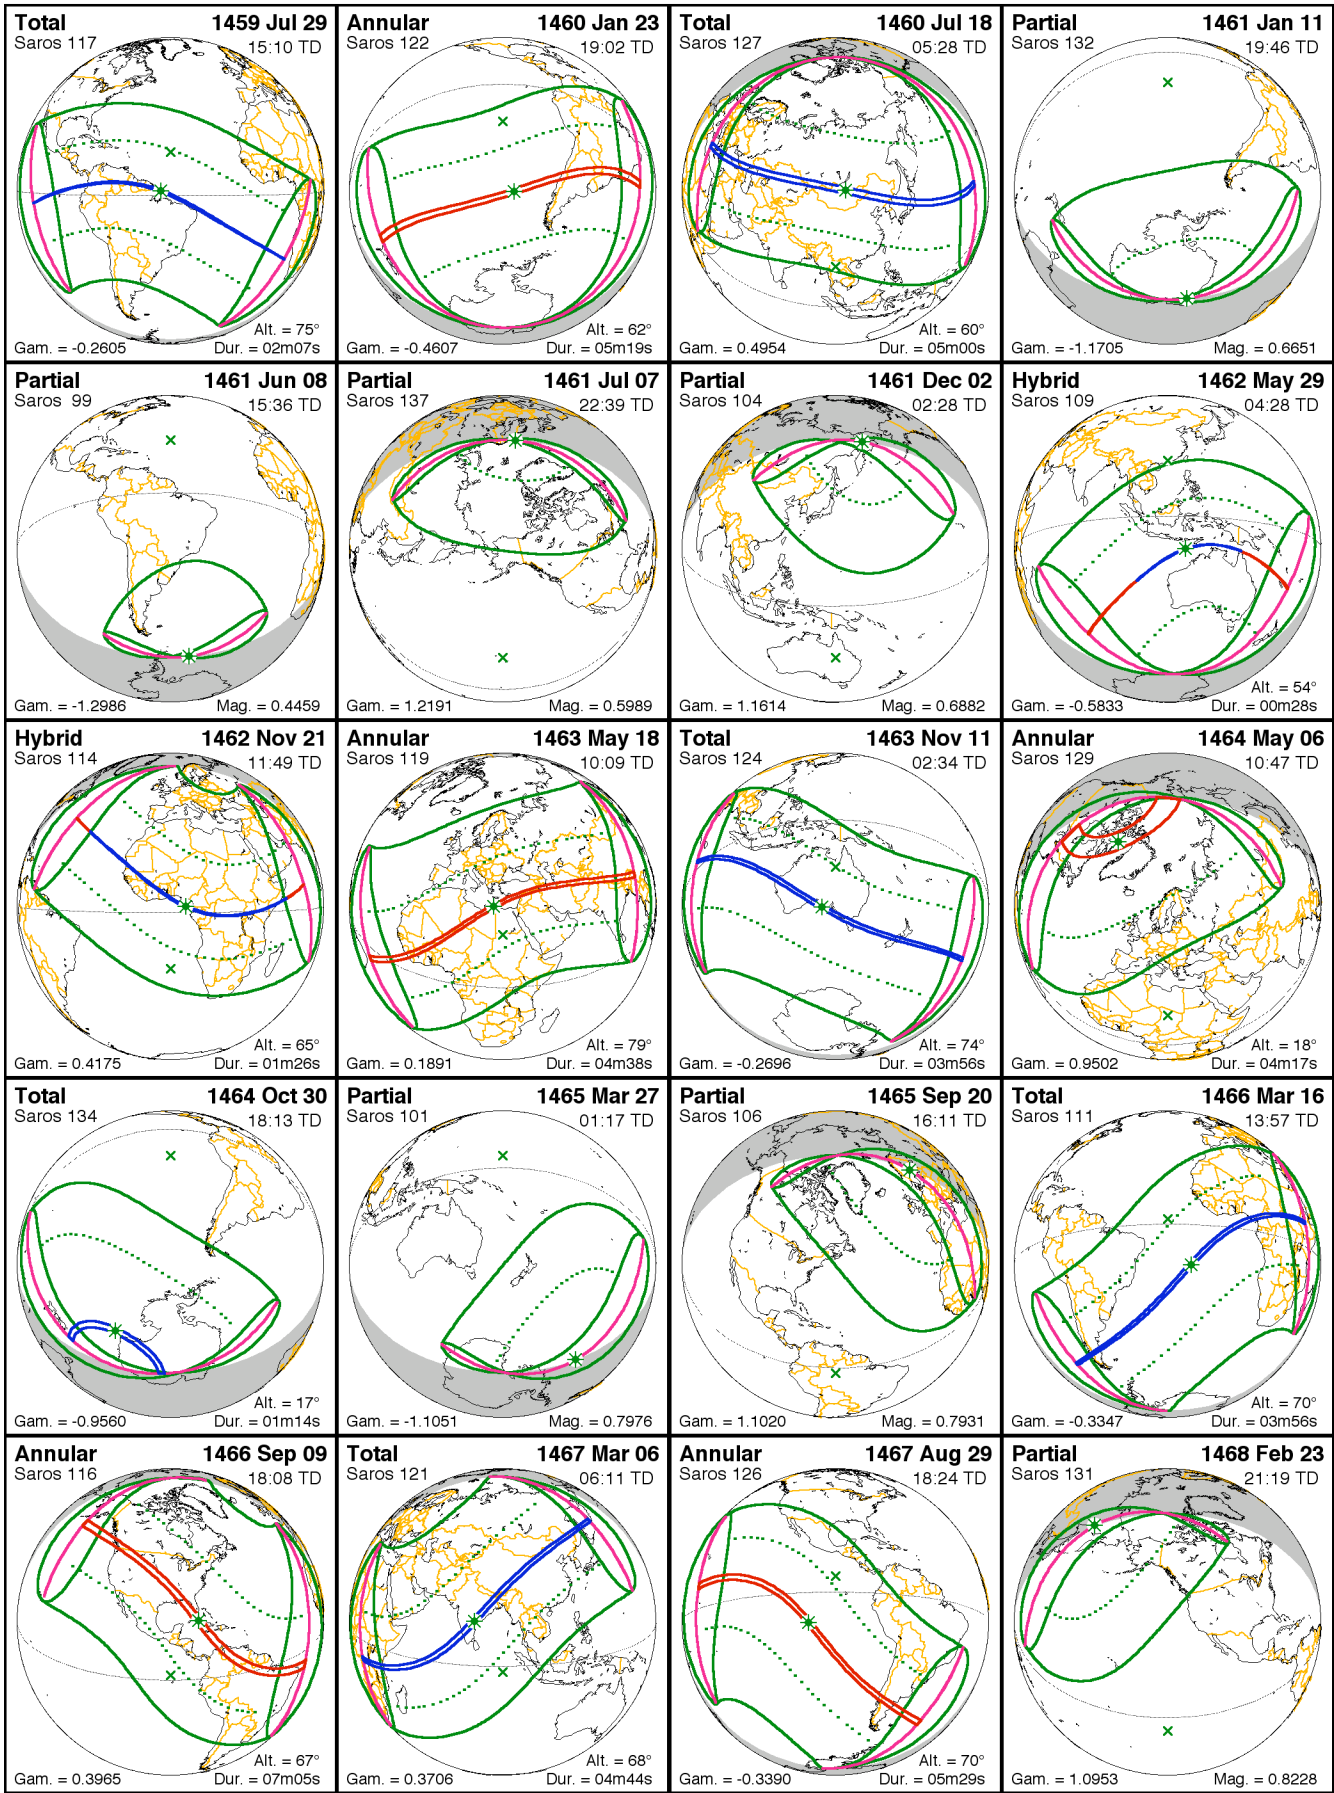 Total 1459 Jul 29
Saros 117 15:10 TD
Alt. = 75°
Gam. = -0.2605 Dur. = 02m07s
Annular 1460 Jan 23
Saros 122 19:02 TD
Alt. = 62°
Gam. = -0.4607 Dur. = 05m19s
Total 1460 Jul 18
Saros 127 05:28 TD
Alt. = 60°
Gam. = 0.4954 Dur. = 05m00s
Partial 1461 Jan 11
Saros 132 19:46 TD
Gam. = -1.1705 Mag. = 0.6651
Partial 1461 Jun 08
Saros 99 15:36 TD
Gam. = -1.2986 Mag. = 0.4459
Partial 1461 Jul 07
Saros 137 22:39 TD
Gam. = 1.2191 Mag. = 0.5989
Partial 1461 Dec 02
Saros 104 02:28 TD
Gam. = 1.1614 Mag. = 0.6882
Hybrid 1462 May 29
Saros 109 04:28 TD
Alt. = 54°
Gam. = -0.5833 Dur. = 00m28s
Hybrid 1462 Nov 21
Saros 114 11:49 TD
Alt. = 65°
Gam. = 0.4175 Dur. = 01m26s
Annular 1463 May 18
Saros 119 10:09 TD
Alt. = 79°
Gam. = 0.1891 Dur. = 04m38s
Total 1463 Nov 11
Saros 124 02:34 TD
Alt. = 74°
Gam. = -0.2696 Dur. = 03m56s
Annular 1464 May 06
Saros 129 10:47 TD
Alt. = 18°
Gam. = 0.9502 Dur. = 04m17s
Total 1464 Oct 30
Saros 134 18:13 TD
Alt. = 17°
Gam. = -0.9560 Dur. = 01m14s
Partial 1465 Mar 27
Saros 101 01:17 TD
Gam. = -1.1051 Mag. = 0.7976
Partial 1465 Sep 20
Saros 106 16:11 TD
Gam. = 1.1020 Mag. = 0.7931
Total 1466 Mar 16
Saros 111 13:57 TD
Alt. = 70°
Gam. = -0.3347 Dur. = 03m56s
Annular 1466 Sep 09
Saros 116 18:08 TD
Alt. = 67°
Gam. = 0.3965 Dur. = 07m05s
Total 1467 Mar 06
Saros 121 06:11 TD
Alt. = 68°
Gam. = 0.3706 Dur. = 04m44s
Annular 1467 Aug 29
Saros 126 18:24 TD
Alt. = 70°
Gam. = -0.3390 Dur. = 05m29s
Partial 1468 Feb 23
Saros 131 21:19 TD
Gam. = 1.0953 Mag. = 0.8228